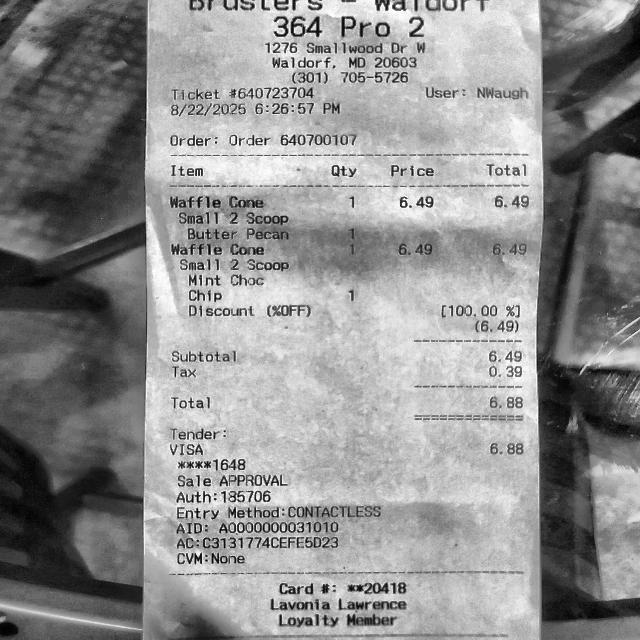 Brusters - Waldorf
364 Pro 2
1276 Smallwood Dr W
Waldorf, MD 20603
(301) 705-5726
Ticket #640723704 User: NWaugh
8/22/2025 6:26:57 PM
Order: Order 640700107
Item Qty Price Total
Waffle Cone 1 6.49 6.49
Small 2 Scoop
Butter Pecan 1
Waffle Cone 1 6.49 6.49
Small 2 Scoop
Mint Choc
Chip 1
Discount (%OFF) [100.00 %]
(6.49)
Subtotal 6.49
Tax 0.39
Total 6.88
Tender:
VISA 6.88
****1648
Sale APPROVAL
Auth:185706
Entry Method:CONTACTLESS
AID: A0000000031010
AC:C3131774CEFE5D23
CVM:None
Card #: **20418
Lavonia Lawrence
Loyalty Member